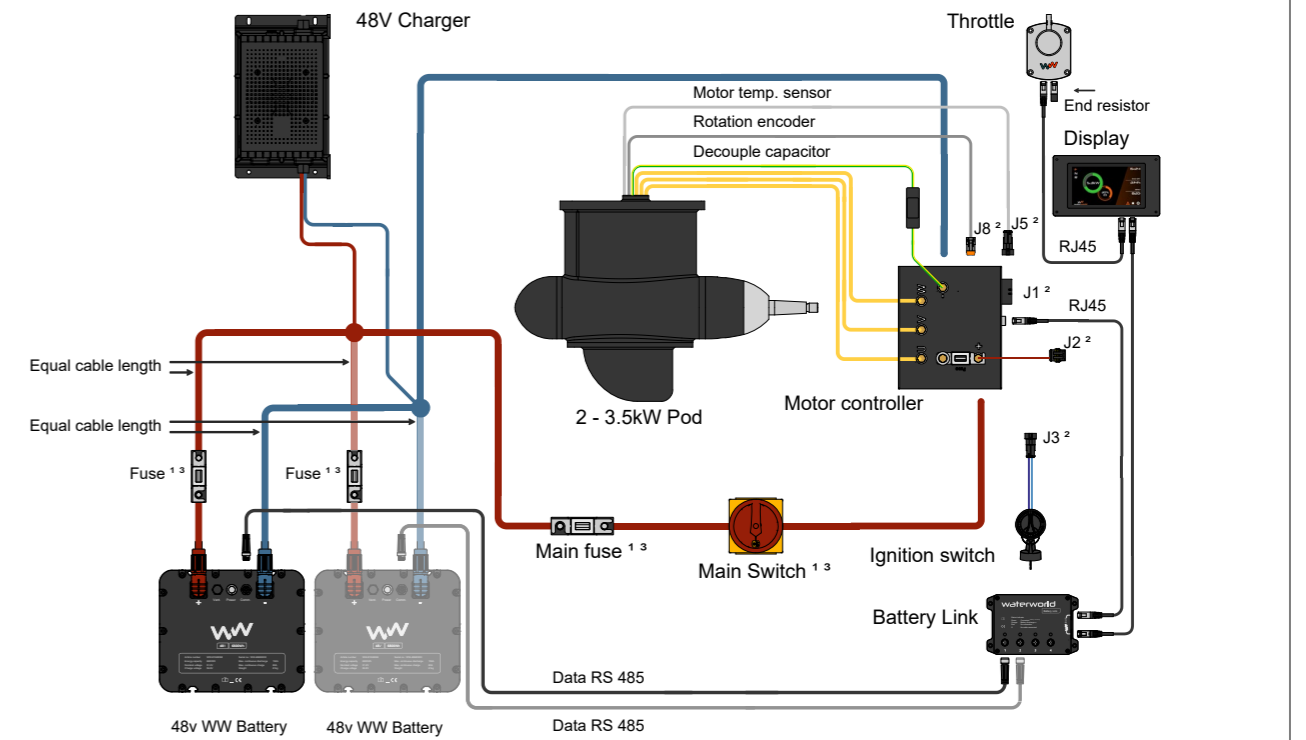 48V Charger
Throttle
End resistor
Motor temp. sensor
Rotation encoder
Decouple capacitor
Display
J8 ²
J5 ²
RJ45
J1 ²
RJ45
J2 ²
W
V
U
+
Motor controller
2 - 3.5kW Pod
Equal cable length
Equal cable length
Fuse ¹ ³
Fuse ¹ ³
J3 ²
Main fuse ¹ ³
Main Switch ¹ ³
Ignition switch
Battery Link
waterworld
+ -
+ -
Data RS 485
Data RS 485
48v WW Battery
48v WW Battery